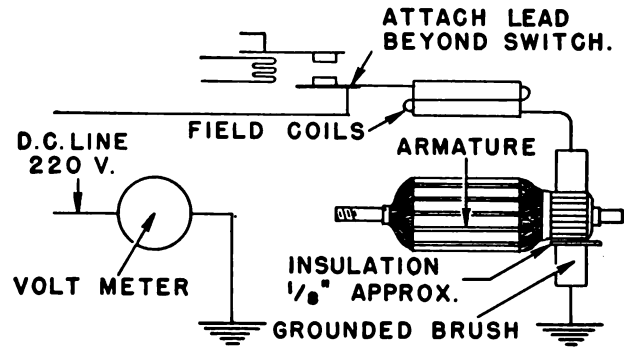 ATTACH LEAD
BEYOND SWITCH.
FIELD COILS
D.C. LINE
220 V.
ARMATURE
VOLT METER
INSULATION
1/8" APPROX.
GROUNDED BRUSH